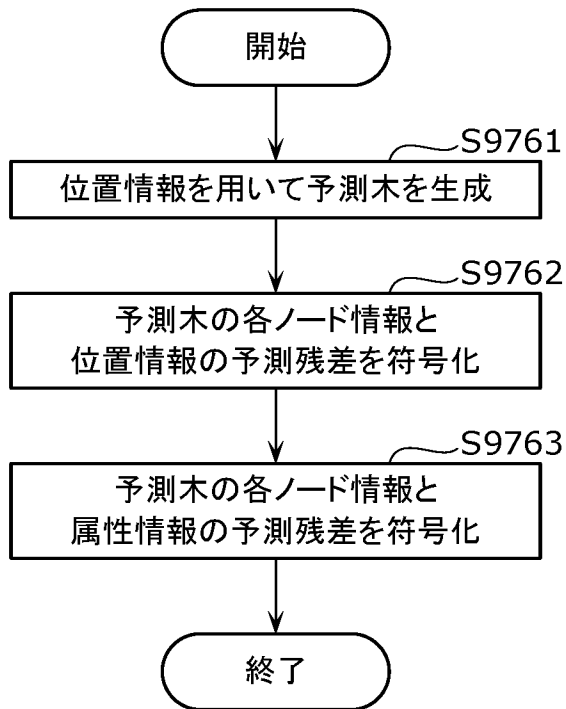 開始
S9761
位置情報を用いて予測木を生成
S9762
予測木の各ノード情報と
位置情報の予測残差を符号化
S9763
予測木の各ノード情報と
属性情報の予測残差を符号化
終了